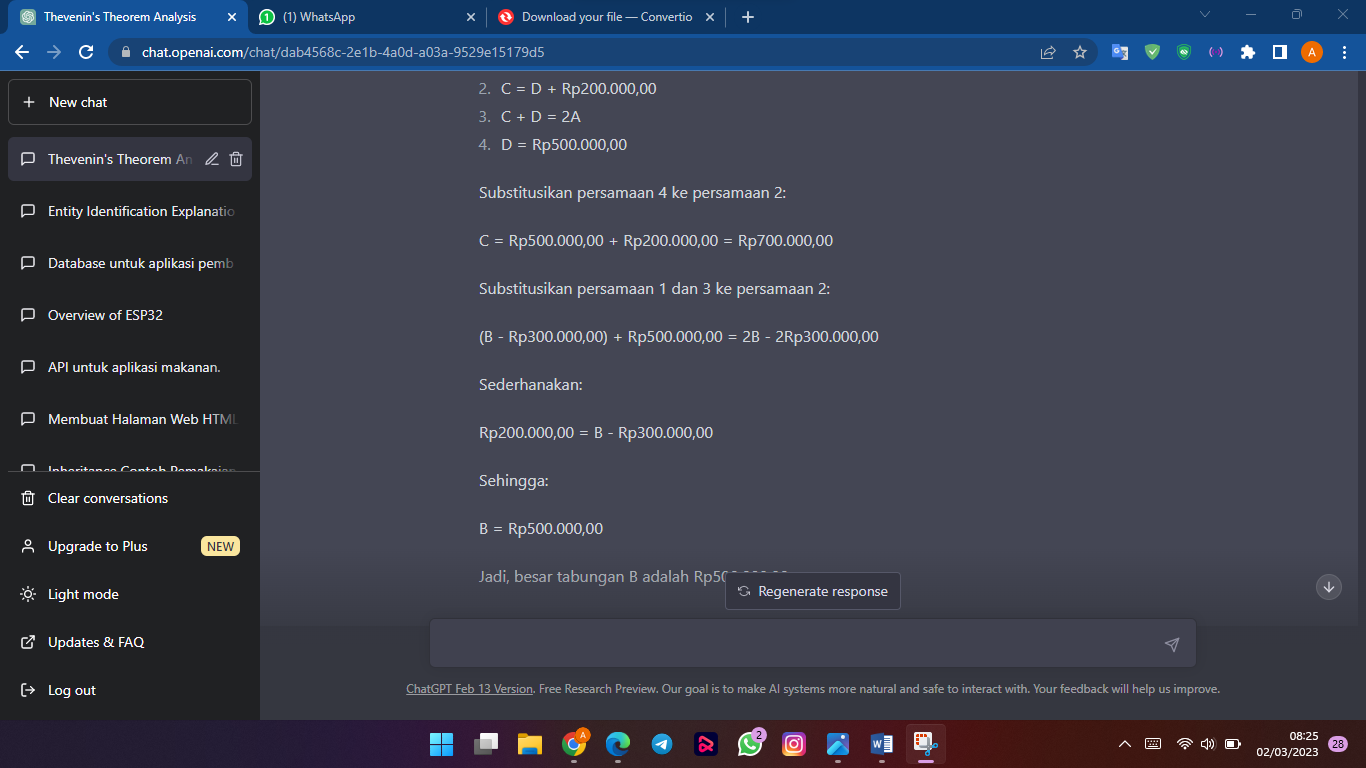 Thevenin's Theorem Analysis
(1) WhatsApp
Download your file — Convertio
chat.openai.com/chat/dab4568c-2e1b-4a0d-a03a-9529e15179d5
A
New chat
Thevenin's Theorem An
Entity Identification Explanatio
Database untuk aplikasi pemb
Overview of ESP32
API untuk aplikasi makanan.
Membuat Halaman Web HTML
Inheritance Contoh Pemakaian
Clear conversations
Upgrade to Plus NEW
Light mode
Updates & FAQ
Log out
2. C = D + Rp200.000,00
3. C + D = 2A
4. D = Rp500.000,00
Substitusikan persamaan 4 ke persamaan 2:
C = Rp500.000,00 + Rp200.000,00 = Rp700.000,00
Substitusikan persamaan 1 dan 3 ke persamaan 2:
(B - Rp300.000,00) + Rp500.000,00 = 2B - 2Rp300.000,00
Sederhanakan:
Rp200.000,00 = B - Rp300.000,00
Sehingga:
B = Rp500.000,00
Jadi, besar tabungan B adalah
Regenerate response
ChatGPT Feb 13 Version. Free Research Preview. Our goal is to make AI systems more natural and safe to interact with. Your feedback will help us improve.
A
2
08:25
02/03/2023
28